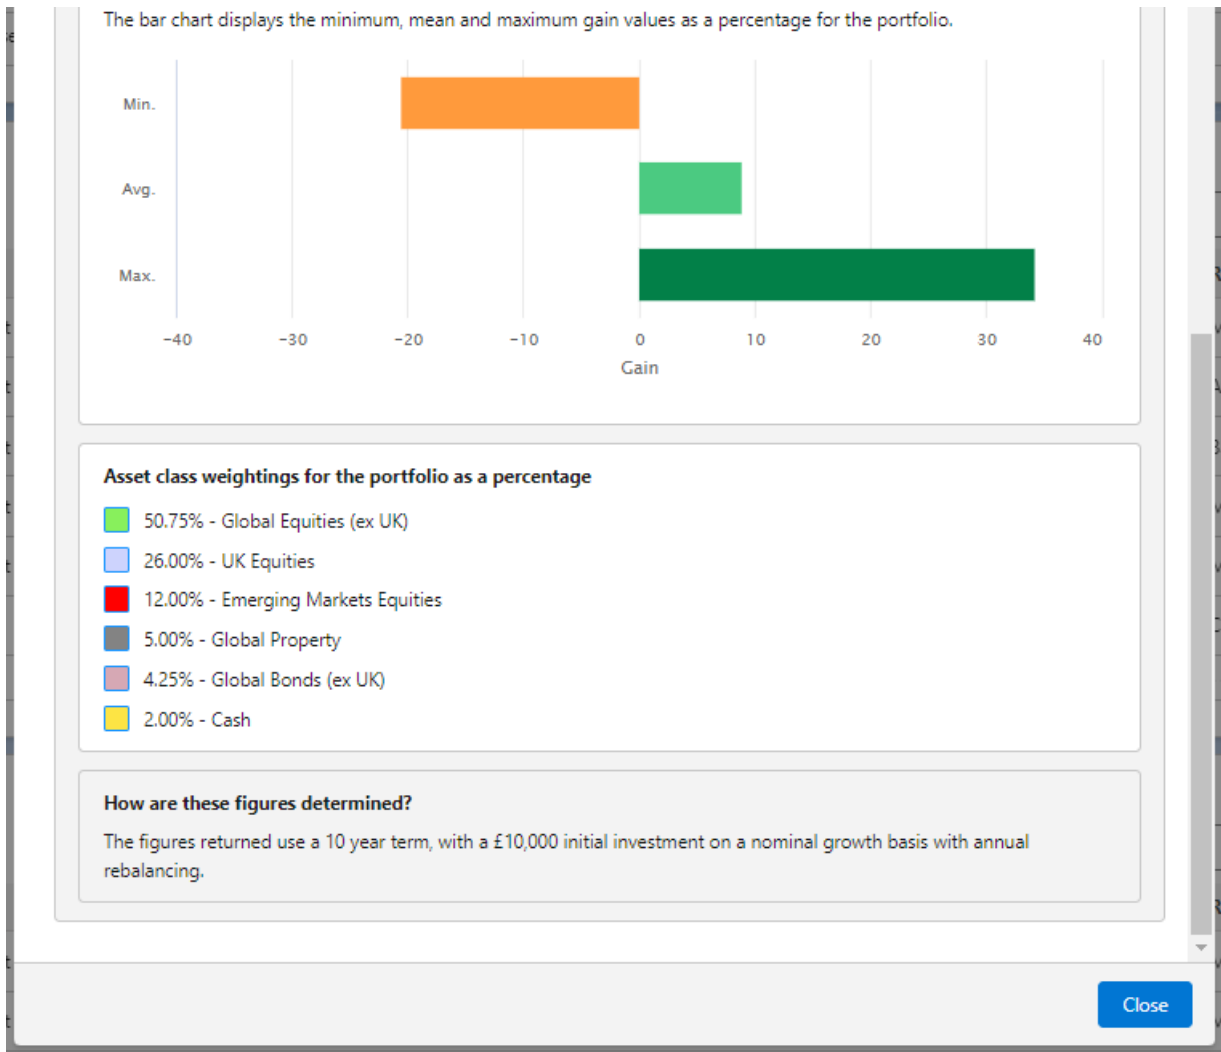 The bar chart displays the minimum, mean and maximum gain values as a percentage for the portfolio.
Min.
Avg.
Max.
-40 -30 -20 -10 0 10 20 30 40
Gain
Asset class weightings for the portfolio as a percentage
50.75% - Global Equities (ex UK)
26.00% - UK Equities
12.00% - Emerging Markets Equities
5.00% - Global Property
4.25% - Global Bonds (ex UK)
2.00% - Cash
How are these figures determined?
The figures returned use a 10 year term, with a £10,000 initial investment on a nominal growth basis with annual
rebalancing.
Close